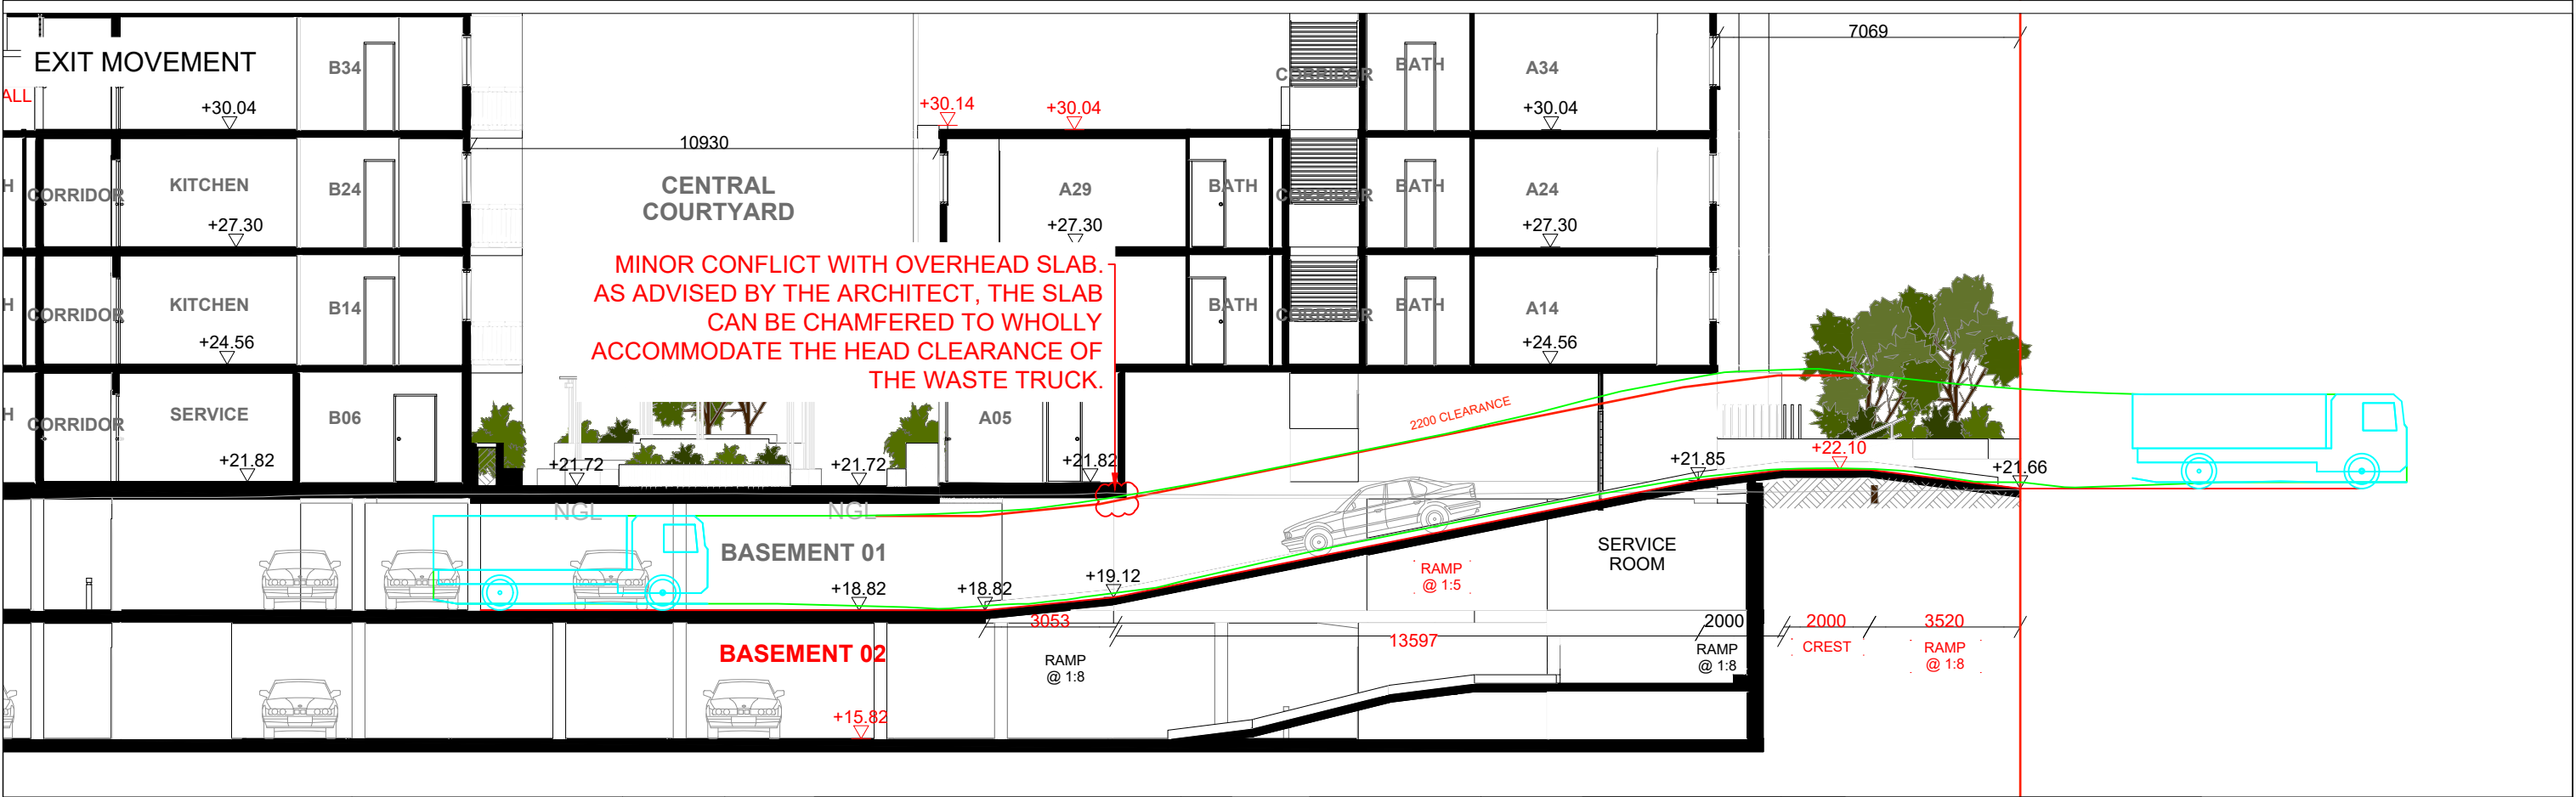 EXIT MOVEMENT
ALL
B34
+30.04
+30.14
+30.04
CORRIDOR
BATH
A34
+30.04
7069
10930
H
CORRIDOR
KITCHEN
B24
+27.30
CENTRAL
COURTYARD
A29
+27.30
BATH
CORRIDOR
BATH
A24
+27.30
MINOR CONFLICT WITH OVERHEAD SLAB.
AS ADVISED BY THE ARCHITECT, THE SLAB
CAN BE CHAMFERED TO WHOLLY
ACCOMMODATE THE HEAD CLEARANCE OF
THE WASTE TRUCK.
H
CORRIDOR
KITCHEN
B14
+24.56
BATH
CORRIDOR
BATH
A14
+24.56
H
CORRIDOR
SERVICE
B06
+21.82
+21.72
+21.72
A05
+21.82
2200 CLEARANCE
+21.85
+22.10
+21.66
NGL
NGL
BASEMENT 01
+18.82
+18.82
+19.12
RAMP
@ 1:5
SERVICE
ROOM
3053
13597
2000
2000
3520
RAMP
@ 1:8
RAMP
@ 1:8
CREST
RAMP
@ 1:8
BASEMENT 02
+15.82